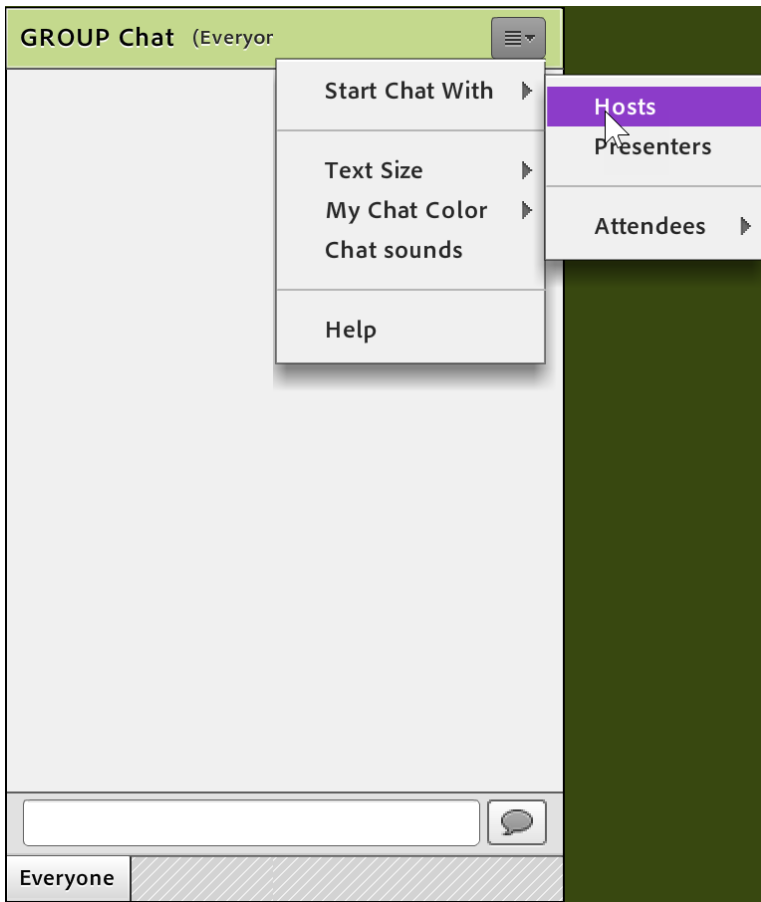 GROUP Chat (Everyor
Start Chat With
Hosts
Presenters
Text Size
My Chat Color
Attendees
Chat sounds
Help
Everyone